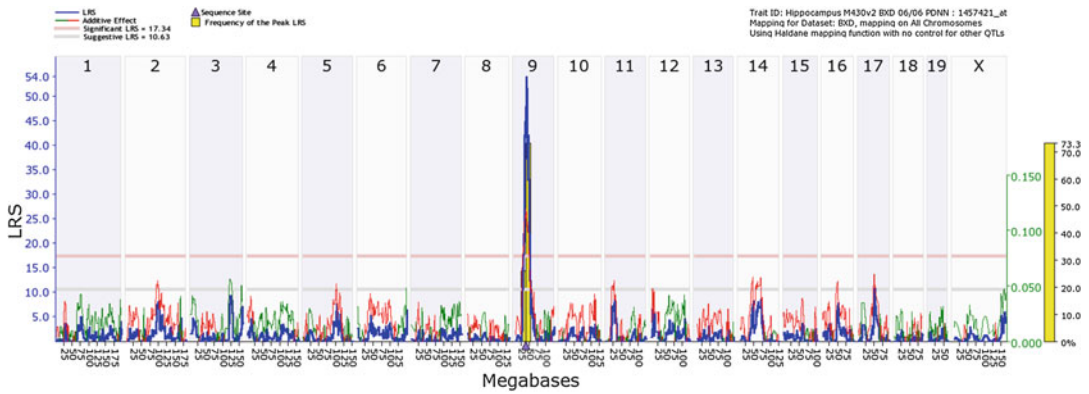 LRS
Additive Effect
Significant LRS = 17.34
Suggestive LRS = 10.63
Sequence Site
Frequency of the Peak LRS
Trait ID: Hippocampus M430v2 BXD 06/06 PDNN : 1457421_at
Mapping for Dataset: BXD, mapping on All Chromosomes
Using Haldane mapping function with no control for other QTLs
1 2 3 4 5 6 7 8 9 10 11 12 13 14 15 16 17 18 19 X
54.0
50.0
45.0
40.0
35.0
30.0
25.0
20.0
15.0
10.0
5.0
LRS
0.150
0.100
0.050
0.000
73.3
70.0
60.0
50.0
40.0
30.0
20.0
10.0
0%
Megabases